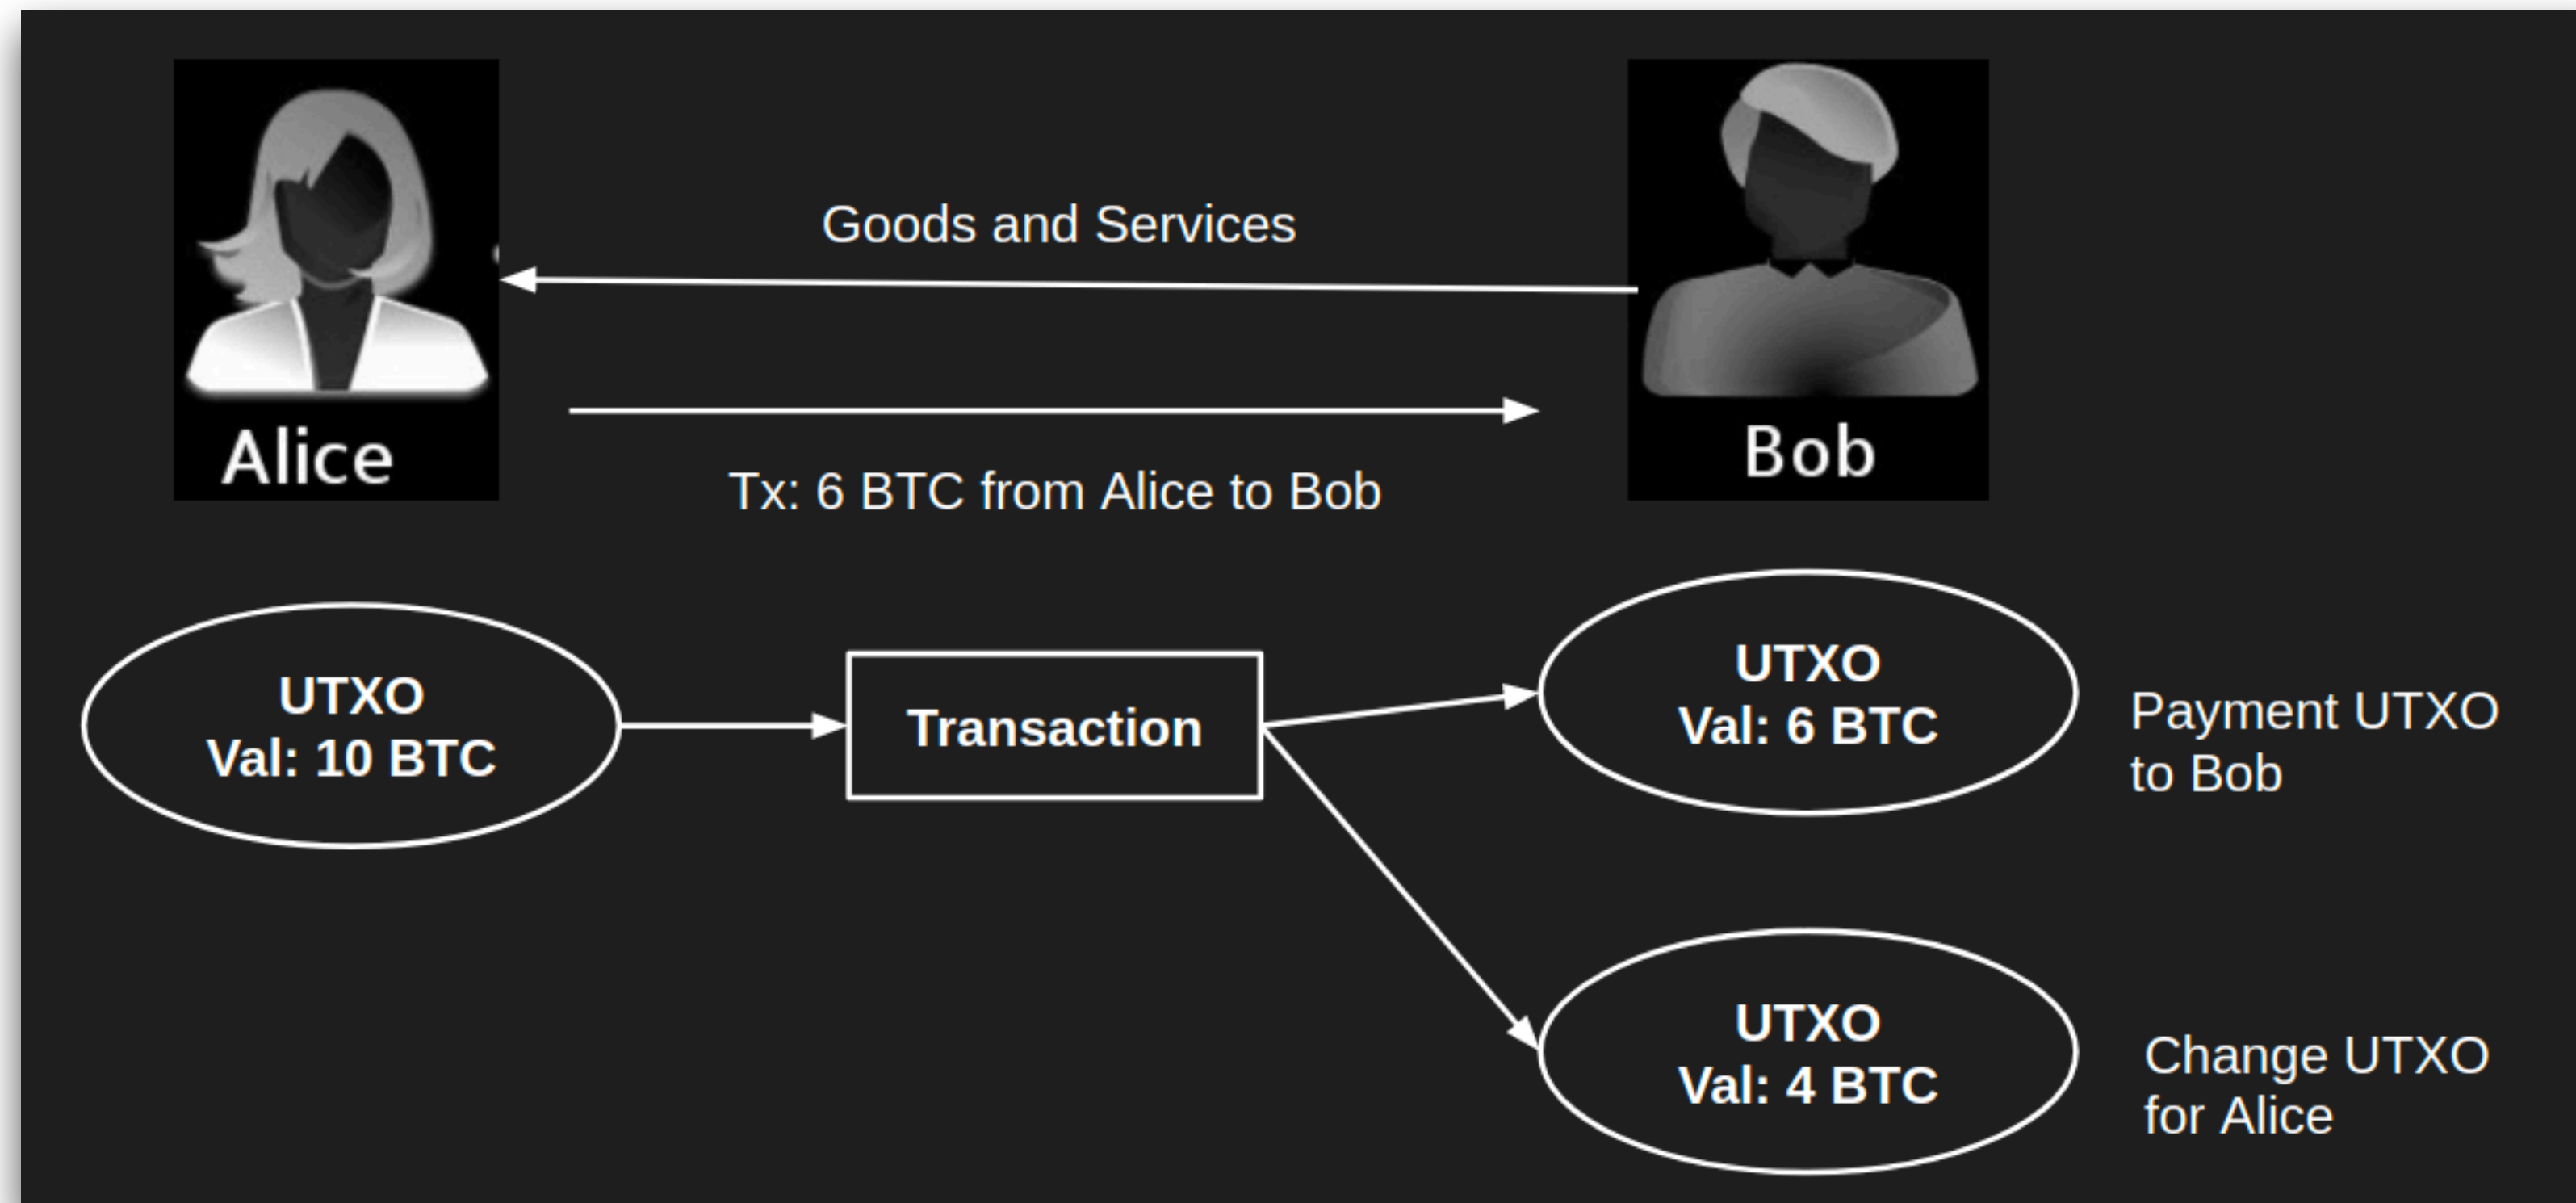 Goods and Services
Alice
Bob
Tx: 6 BTC from Alice to Bob
UTXO
Val: 10 BTC
Transaction
UTXO
Val: 6 BTC
Payment UTXO
to Bob
UTXO
Val: 4 BTC
Change UTXO
for Alice